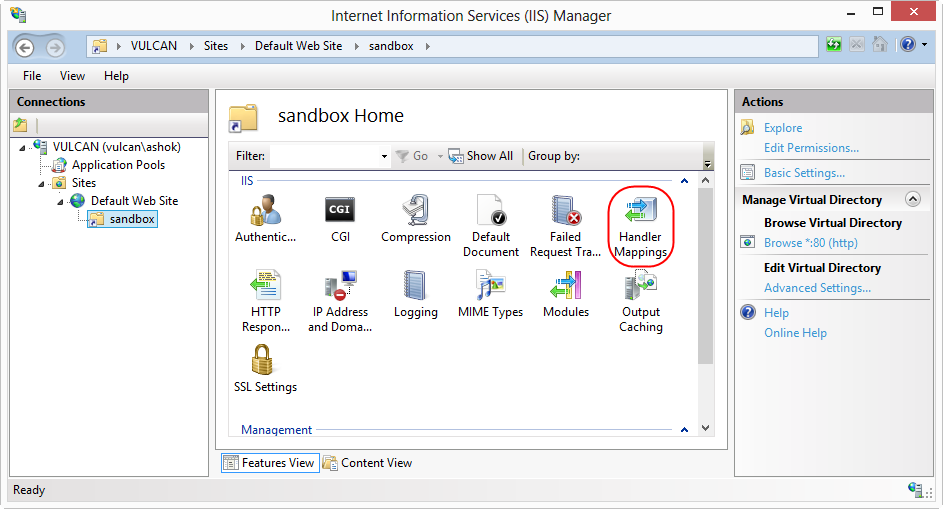 Internet Information Services (IIS) Manager
VULCAN Sites Default Web Site sandbox
File View Help
Connections
VULCAN (vulcan\ashok)
Application Pools
Sites
Default Web Site
sandbox
sandbox Home
Filter: Go Show All Group by:
IIS
Authentic... CGI Compression Default Document Failed Request Tra... Handler Mappings
HTTP Respon... IP Address and Doma... Logging MIME Types Modules Output Caching
SSL Settings
Management
Features View Content View
Actions
Explore
Edit Permissions...
Basic Settings...
Manage Virtual Directory
Browse Virtual Directory
Browse *:80 (http)
Edit Virtual Directory
Advanced Settings...
Help
Online Help
Ready